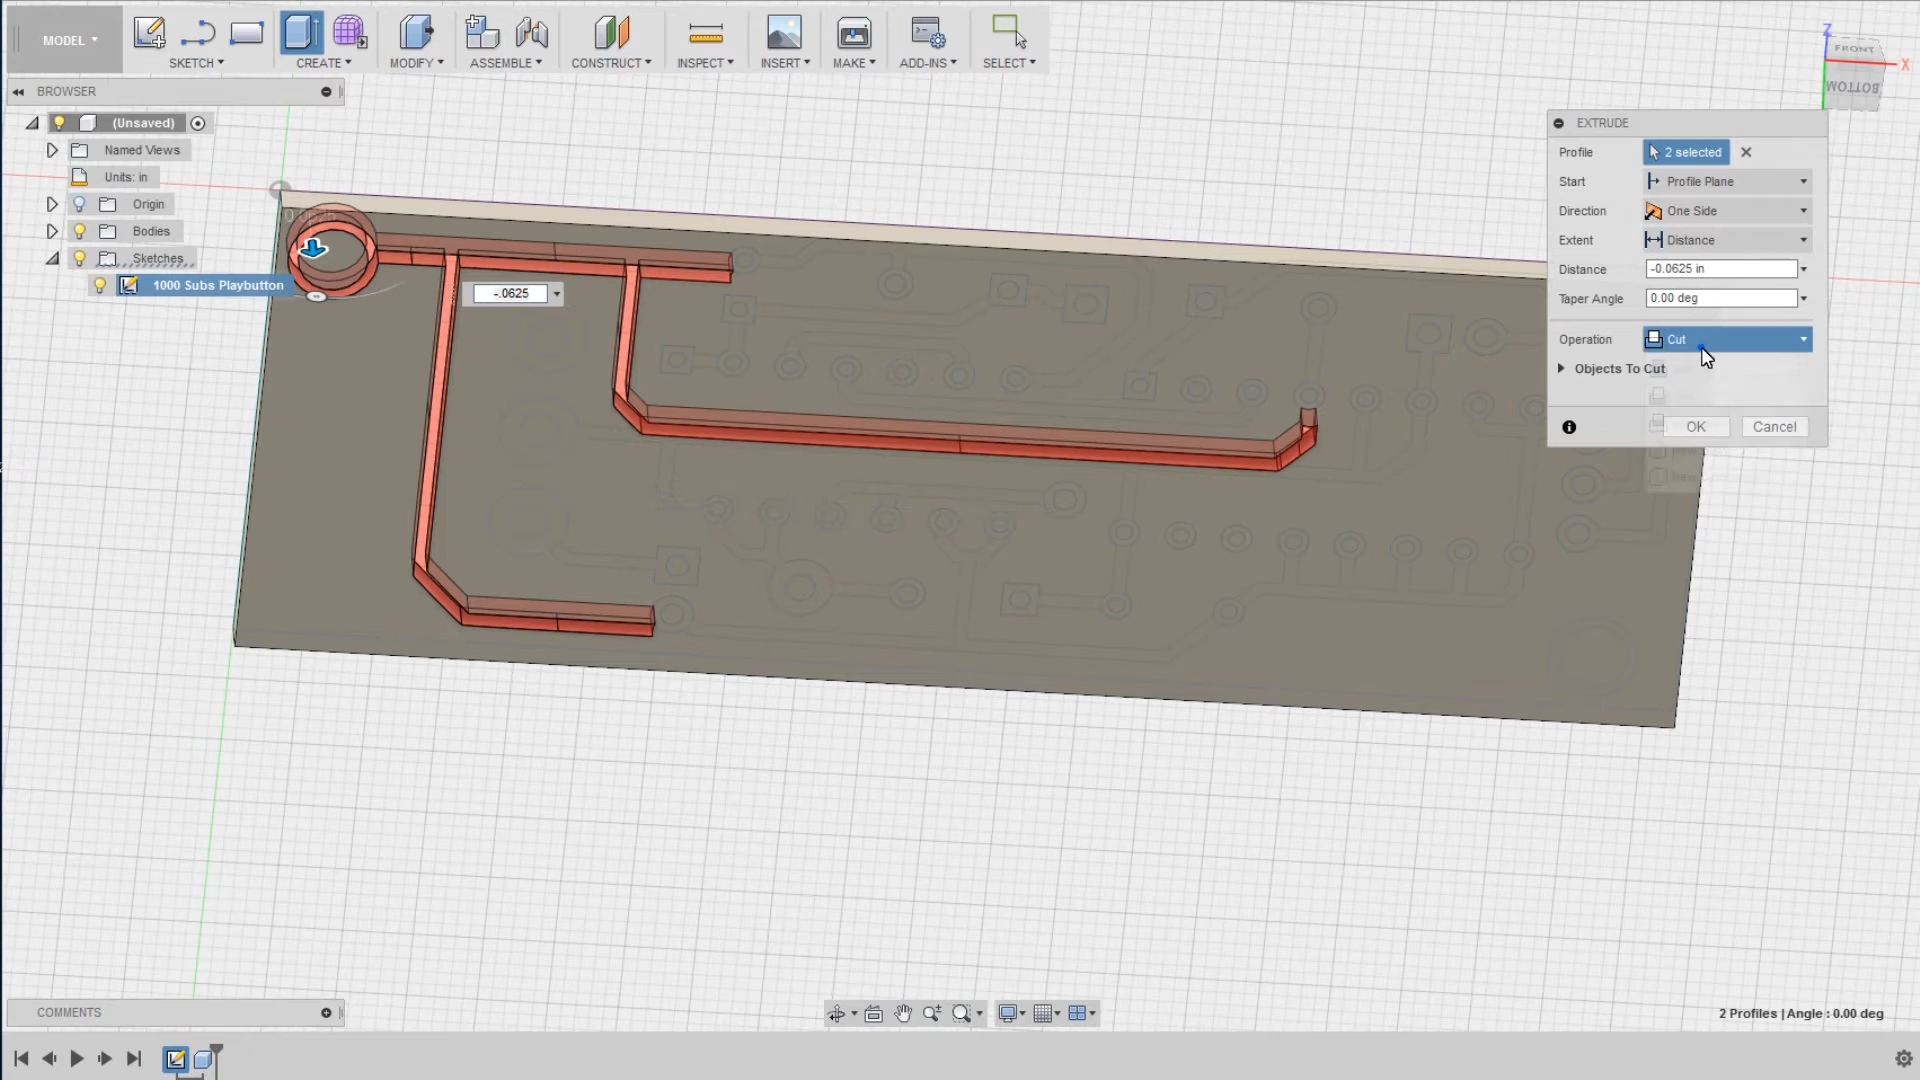 MODEL
SKETCH
CREATE
MODIFY
ASSEMBLE
CONSTRUCT
INSPECT
INSERT
MAKE
ADD-INS
SELECT
FRONT
BOTTOM
Z
X
BROWSER
(Unsaved)
Named Views
Units: in
Origin
Bodies
Sketches
1000 Subs Playbutton
0.0625
-.0625
EXTRUDE
Profile 2 selected
Start Profile Plane
Direction One Side
Extent Distance
Distance -0.0625 in
Taper Angle 0.00 deg
Operation Cut
Objects To Cut
OK Cancel
COMMENTS
2 Profiles | Angle : 0.00 deg